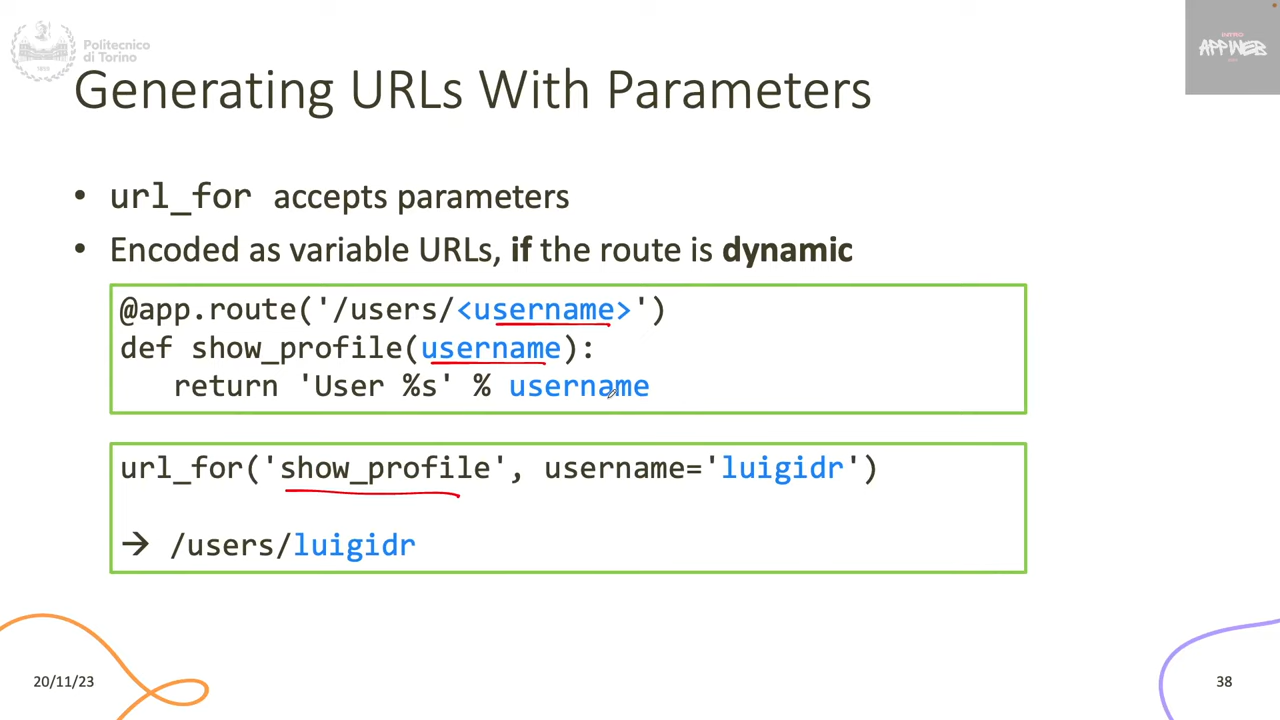 Politecnico
di Torino
INTRO
APPWEB
Generating URLs With Parameters
• url_for accepts parameters
• Encoded as variable URLs, if the route is dynamic
@app.route('/users/<username>')
def show_profile(username):
return 'User %s' % username
url_for('show_profile', username='luigidr')
→ /users/luigidr
20/11/23
38